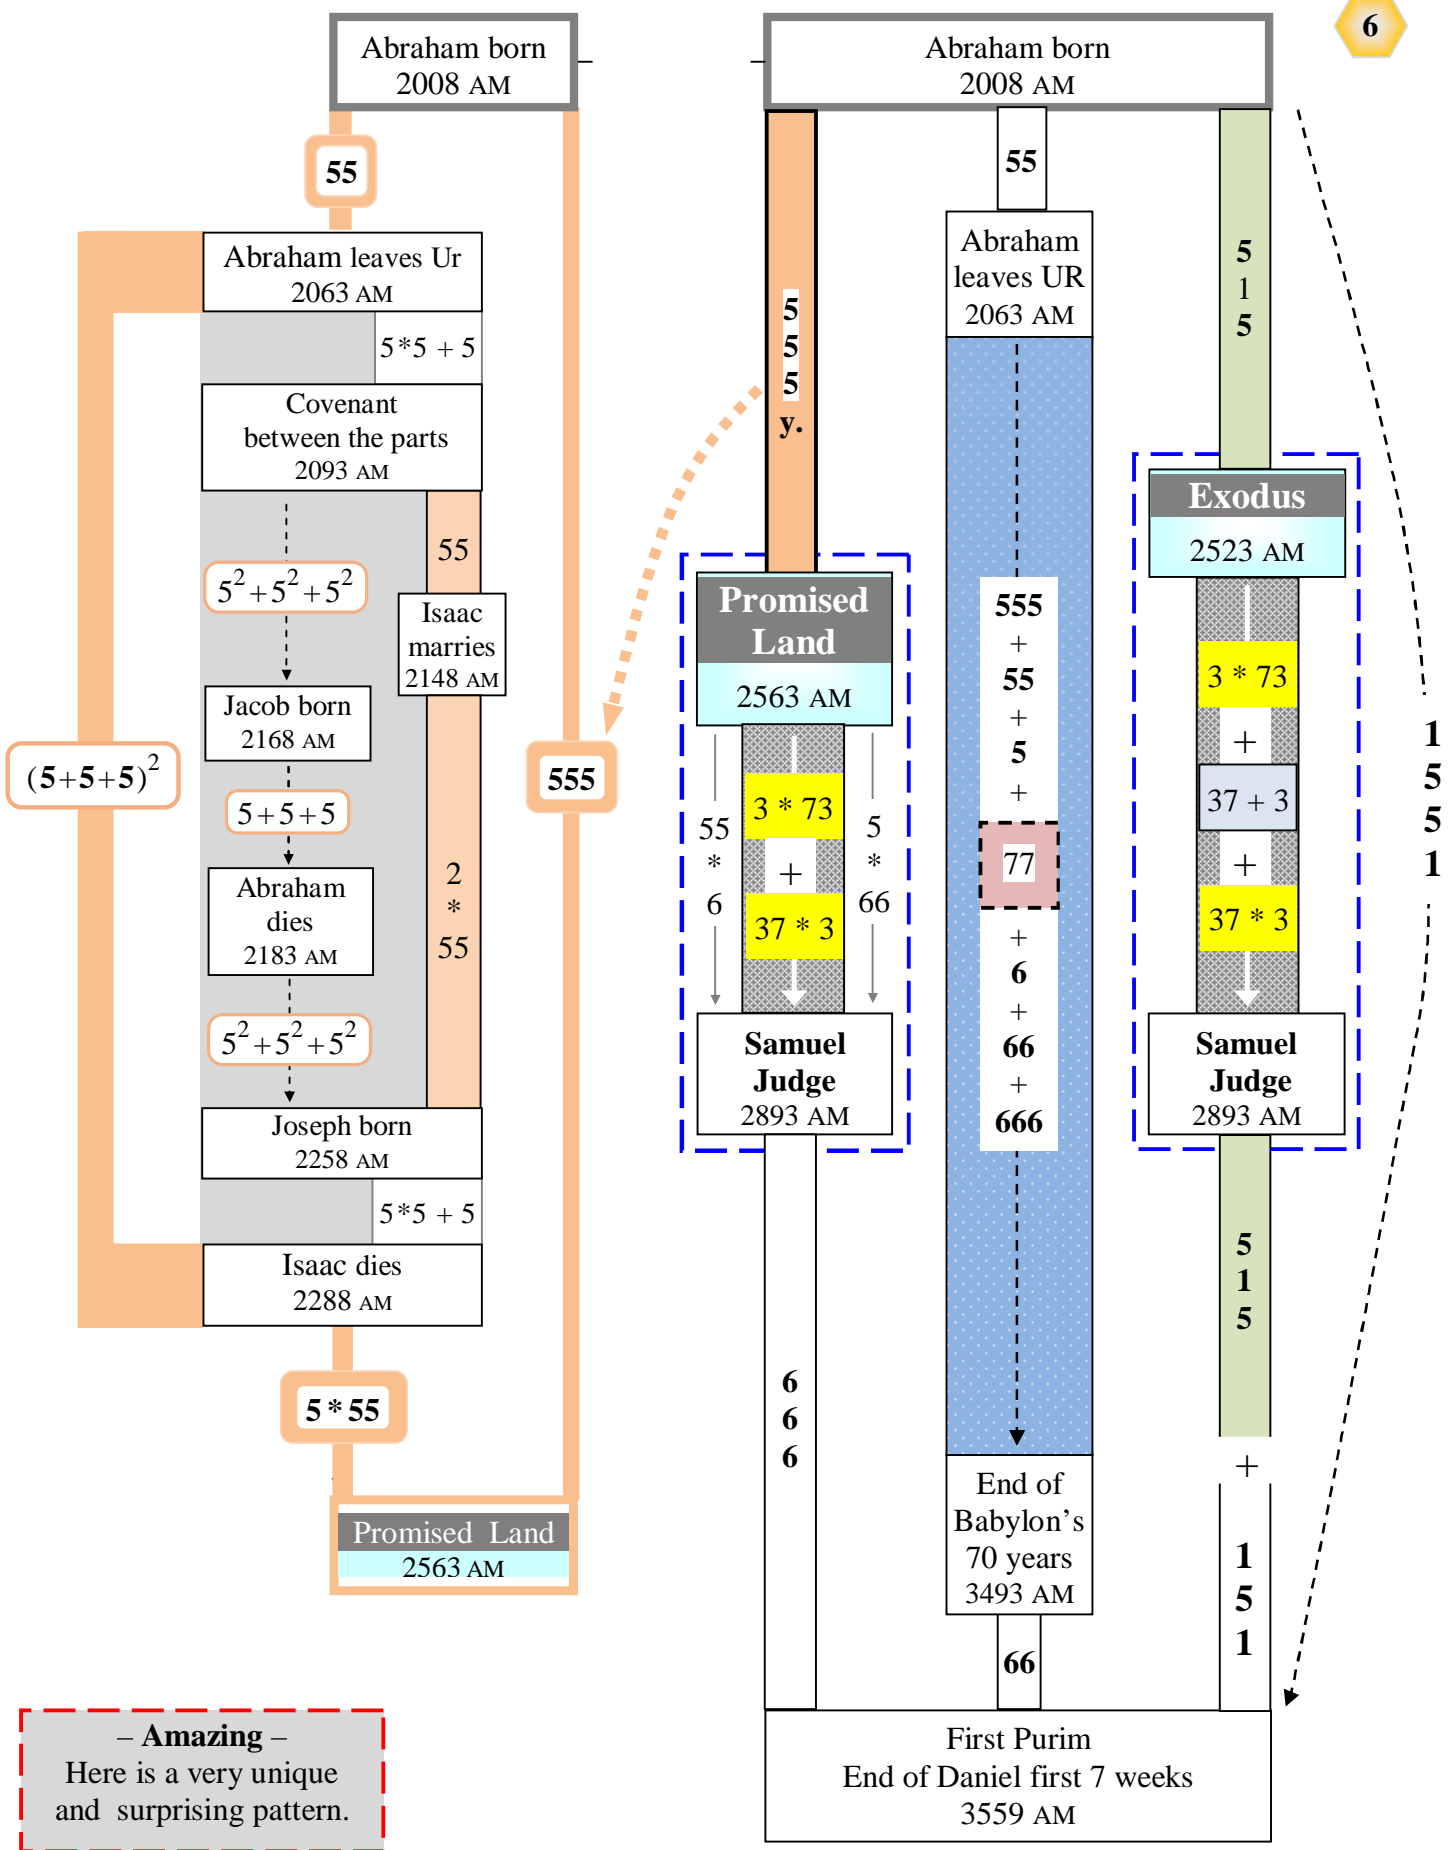 6
Abraham born
2008 AM
55
Abraham leaves Ur
2063 AM
5*5 + 5
Covenant
between the parts
2093 AM
55
5²+5²+5²
Isaac
marries
2148 AM
Jacob born
2168 AM
(5+5+5)²
5+5+5
555
Abraham
dies
2183 AM
2
*
55
5²+5²+5²
Joseph born
2258 AM
5*5 + 5
Isaac dies
2288 AM
5 * 55
Promised Land
2563 AM
– Amazing –
Here is a very unique
and surprising pattern.
Abraham born
2008 AM
5
5
5
y.
Promised
Land
2563 AM
55
*
6
3 * 73
+
37 * 3
5
*
66
Samuel
Judge
2893 AM
6
6
6
55
Abraham
leaves UR
2063 AM
555
+
55
+
5
+
77
+
6
+
66
+
666
End of
Babylon’s
70 years
3493 AM
66
5
1
5
Exodus
2523 AM
3 * 73
+
37 + 3
+
37 * 3
Samuel
Judge
2893 AM
5
1
5
+
1
5
1
1
5
5
1
First Purim
End of Daniel first 7 weeks
3559 AM